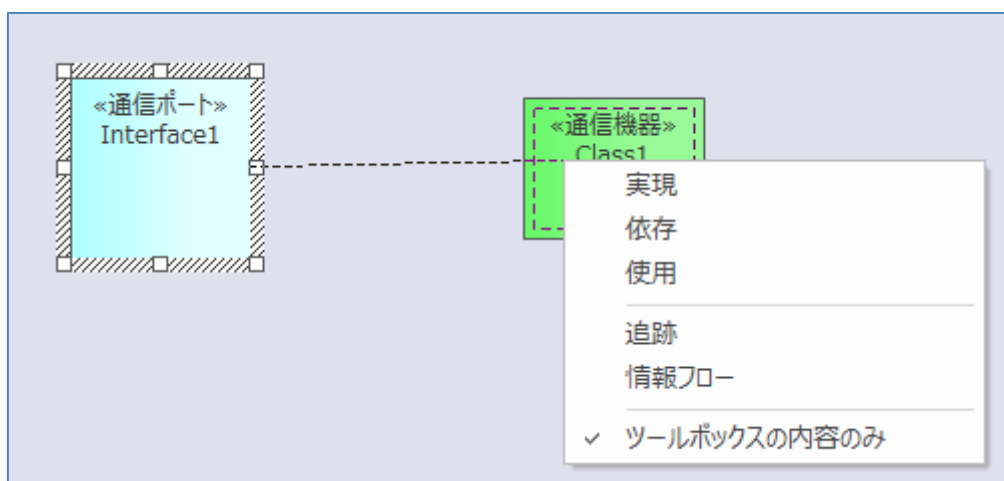 «通信ポート»
Interface1
«通信機器»
Class1
実現
依存
使用
追跡
情報フロー
ツールボックスの内容のみ